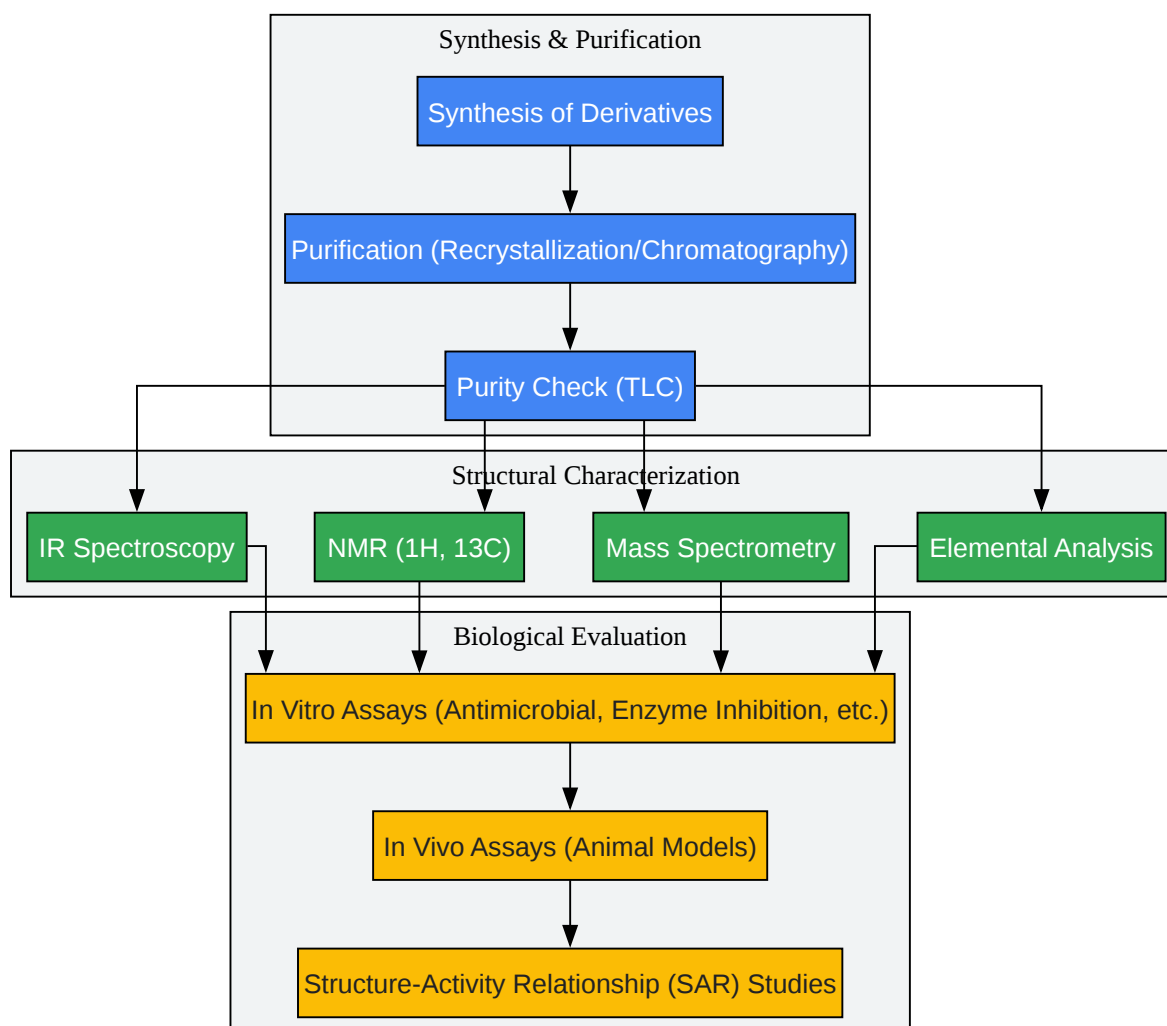 Synthesis & Purification
Synthesis of Derivatives
Purification (Recrystallization/Chromatography)
Purity Check (TLC)
Structural Characterization
IR Spectroscopy
NMR (1H, 13C)
Mass Spectrometry
Elemental Analysis
Biological Evaluation
In Vitro Assays (Antimicrobial, Enzyme Inhibition, etc.)
In Vivo Assays (Animal Models)
Structure-Activity Relationship (SAR) Studies